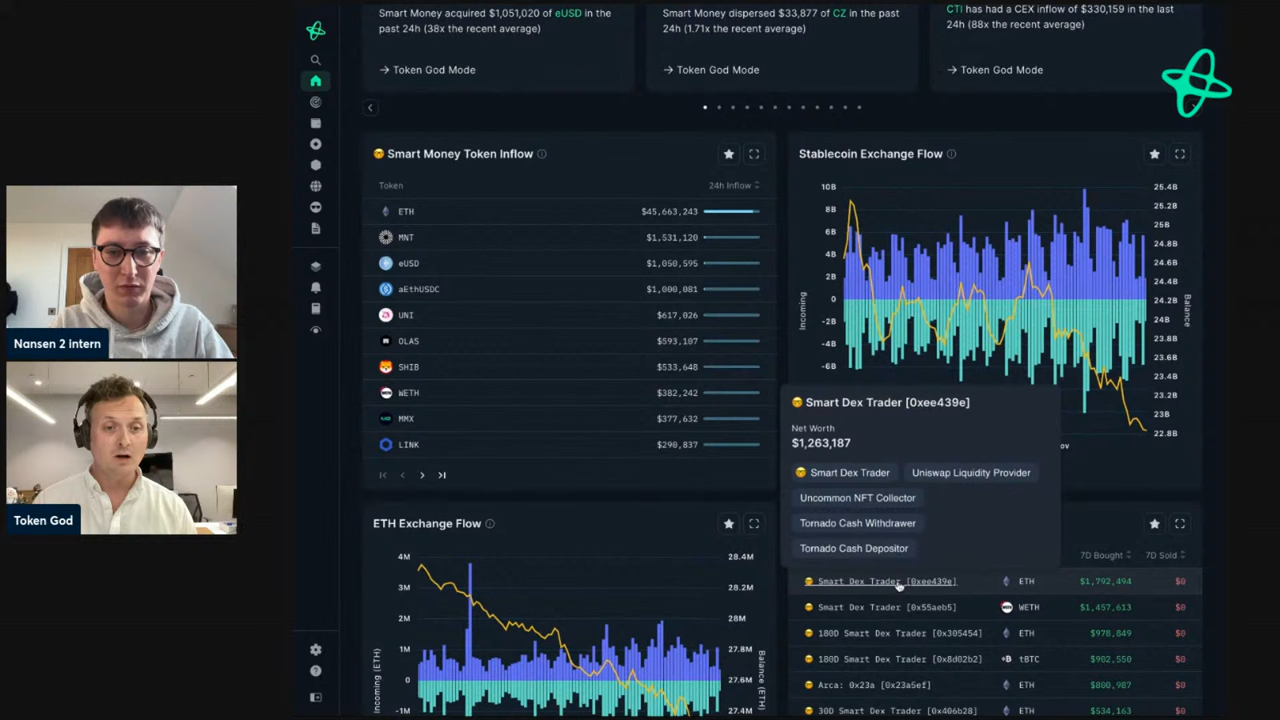 Smart Money acquired $1,051,020 of eUSD in the
past 24h (38x the recent average)
→ Token God Mode
Smart Money dispersed $33,877 of CZ in the past
24h (1.71x the recent average)
→ Token God Mode
CTI has had a CEX inflow of $330,159 in the last
24h (88x the recent average)
→ Token God Mode
Nansen 2 Intern
Token God
Smart Money Token Inflow
Token 24h Inflow
ETH $45,663,243
MNT $1,531,120
eUSD $1,050,595
aEthUSDC $1,000,081
UNI $617,026
OLAS $593,107
SHIB $533,648
WETH $382,242
MMX $377,632
LINK $290,837
Stablecoin Exchange Flow
10B
8B
6B
4B
2B
0
-2B
-4B
-6B
Incoming
25.4B
25.2B
25B
24.8B
24.6B
24.4B
24.2B
24B
23.8B
23.6B
23.4B
23.2B
23B
22.8B
Balance
ov
Smart Dex Trader [0xee439e]
Net Worth
$1,263,187
Smart Dex Trader
Uniswap Liquidity Provider
Uncommon NFT Collector
Tornado Cash Withdrawer
Tornado Cash Depositor
ETH Exchange Flow
4M
3M
2M
1M
0
-1M
Incoming (ETH)
28.4M
28.2M
28M
27.8M
27.6M
27.4M
Balance (ETH)
7D Bought 7D Sold
Smart Dex Trader [0xee439e] ETH $1,792,494 $0
Smart Dex Trader [0x55aeb5] WETH $1,457,613 $0
180D Smart Dex Trader [0x305454] ETH $978,849 $0
180D Smart Dex Trader [0x8d02b2] tBTC $902,550 $0
Arca: 0x23a [0x23a5ef] ETH $800,987 $0
30D Smart Dex Trader [0x406b28] ETH $534,163 $0